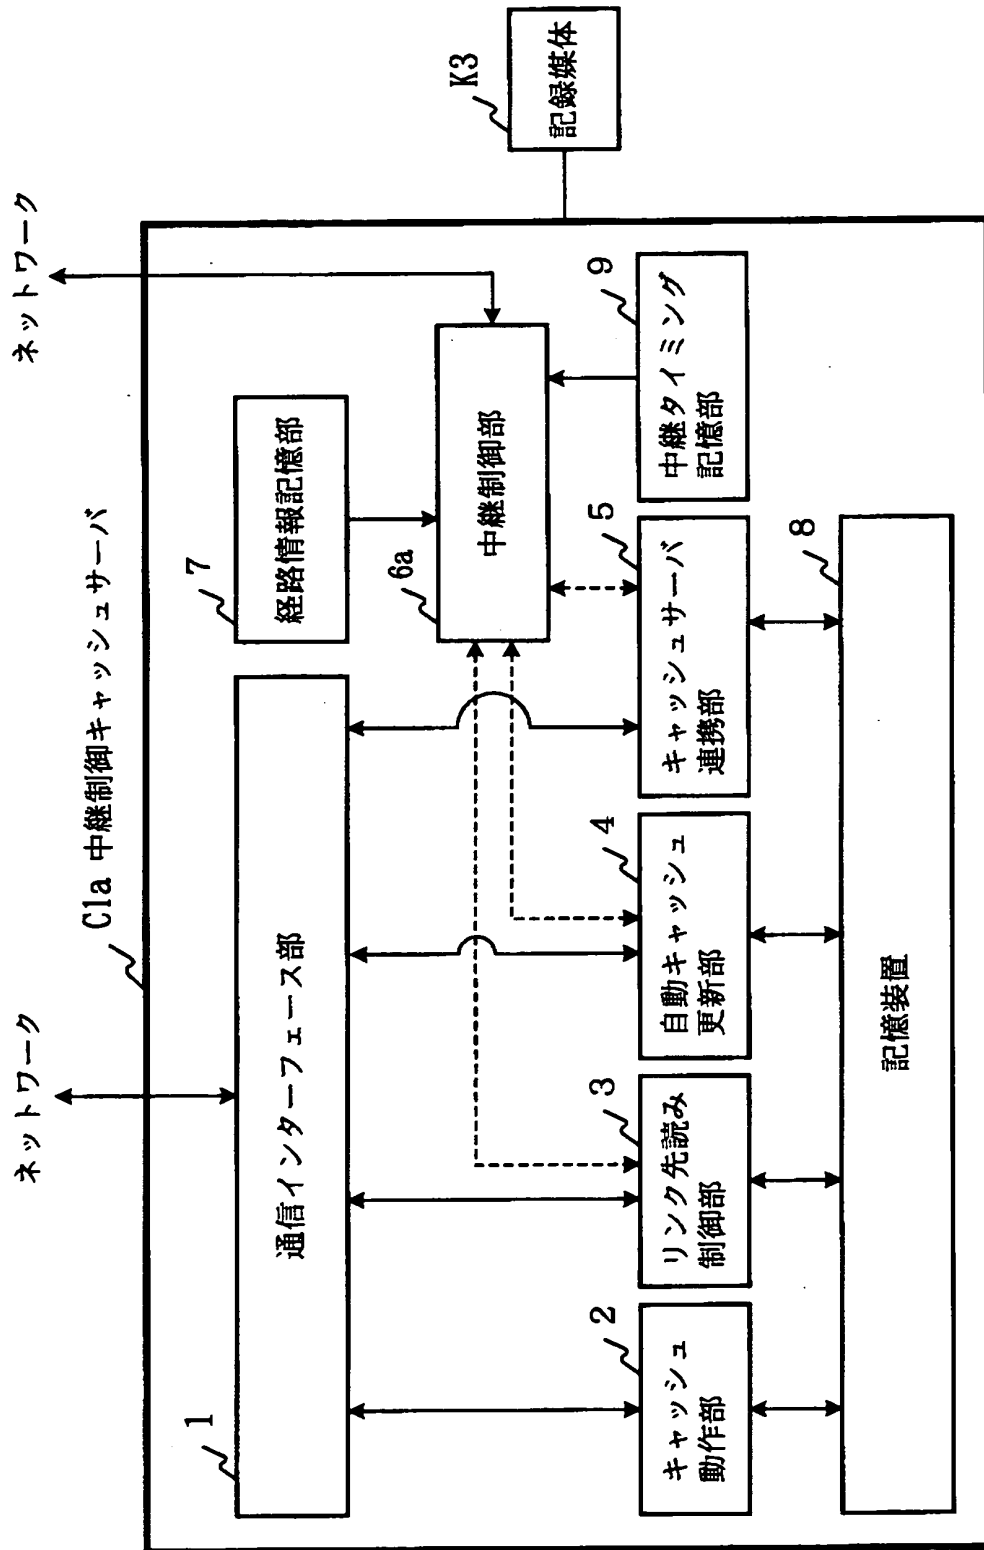 ネットワーク
ネットワーク
C1a 中継制御キャッシュサーバ
K3
記録媒体
1
通信インターフェース部
7
経路情報記憶部
6a
中継制御部
2
キャッシュ
動作部
3
リンク先読み
制御部
4
自動キャッシュ
更新部
5
キャッシュサーバ
連携部
9
中継タイミング
記憶部
8
記憶装置